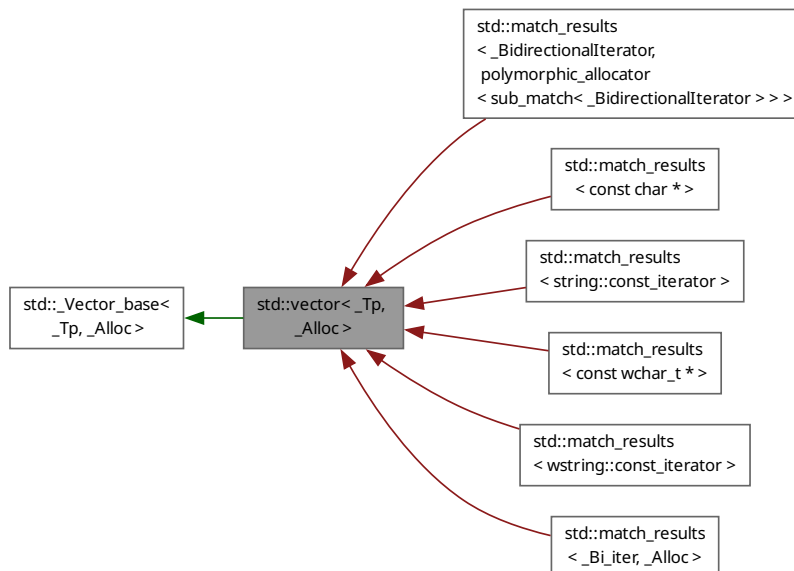 std::match_results
< _BidirectionalIterator,
polymorphic_allocator
< sub_match< _BidirectionalIterator > > >
std::match_results
< const char * >
std::match_results
< string::const_iterator >
std::_Vector_base<
_Tp, _Alloc >
std::vector< _Tp,
_Alloc >
std::match_results
< const wchar_t * >
std::match_results
< wstring::const_iterator >
std::match_results
< _Bi_iter, _Alloc >